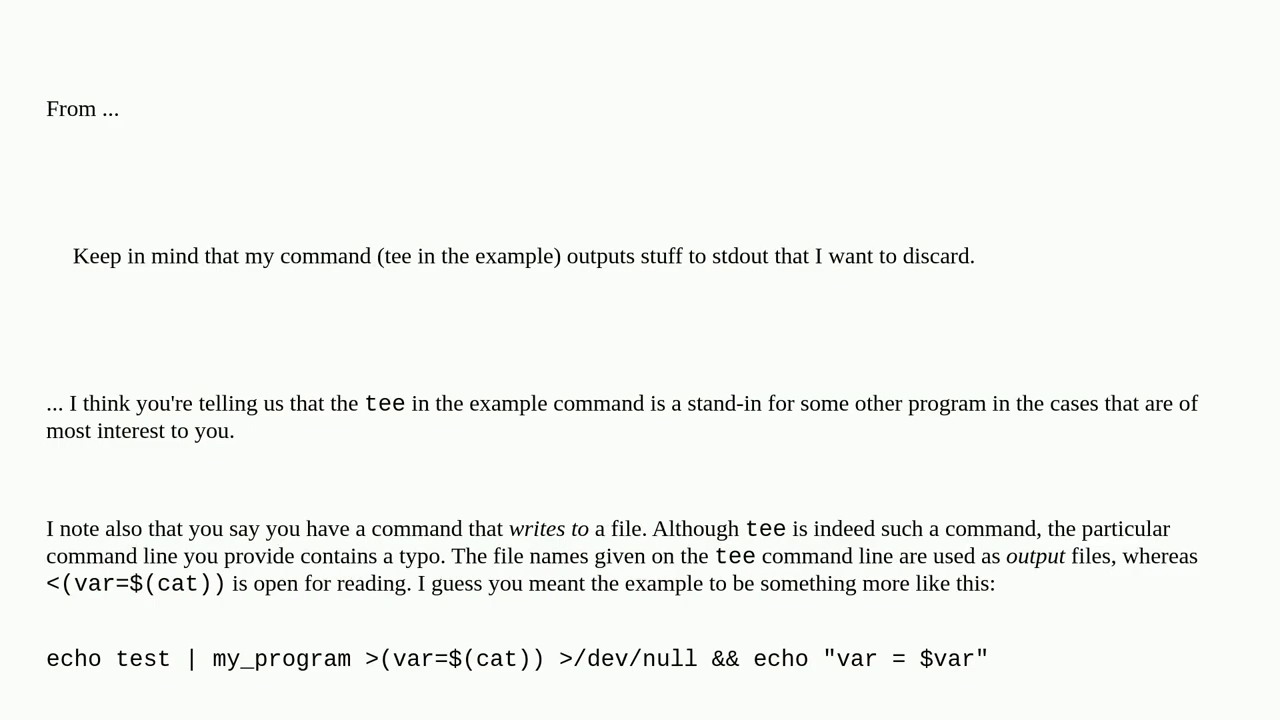 From ...
Keep in mind that my command (tee in the example) outputs stuff to stdout that I want to discard.
... I think you're telling us that the tee in the example command is a stand-in for some other program in the cases that are of
most interest to you.
I note also that you say you have a command that writes to a file. Although tee is indeed such a command, the particular
command line you provide contains a typo. The file names given on the tee command line are used as output files, whereas
<(var=$(cat)) is open for reading. I guess you meant the example to be something more like this:
echo test | my_program >(var=$(cat)) >/dev/null && echo "var = $var"